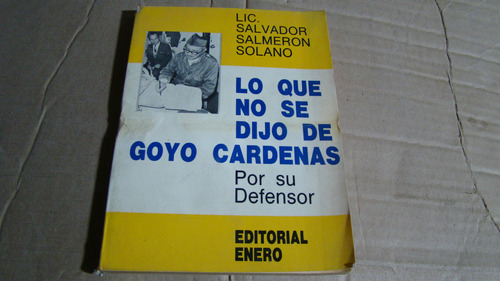 LIC.
SALVADOR
SALMERON
SOLANO
LO QUE
NO SE
DIJO DE
GOYO CARDENAS
Por su
Defensor
EDITORIAL
ENERO